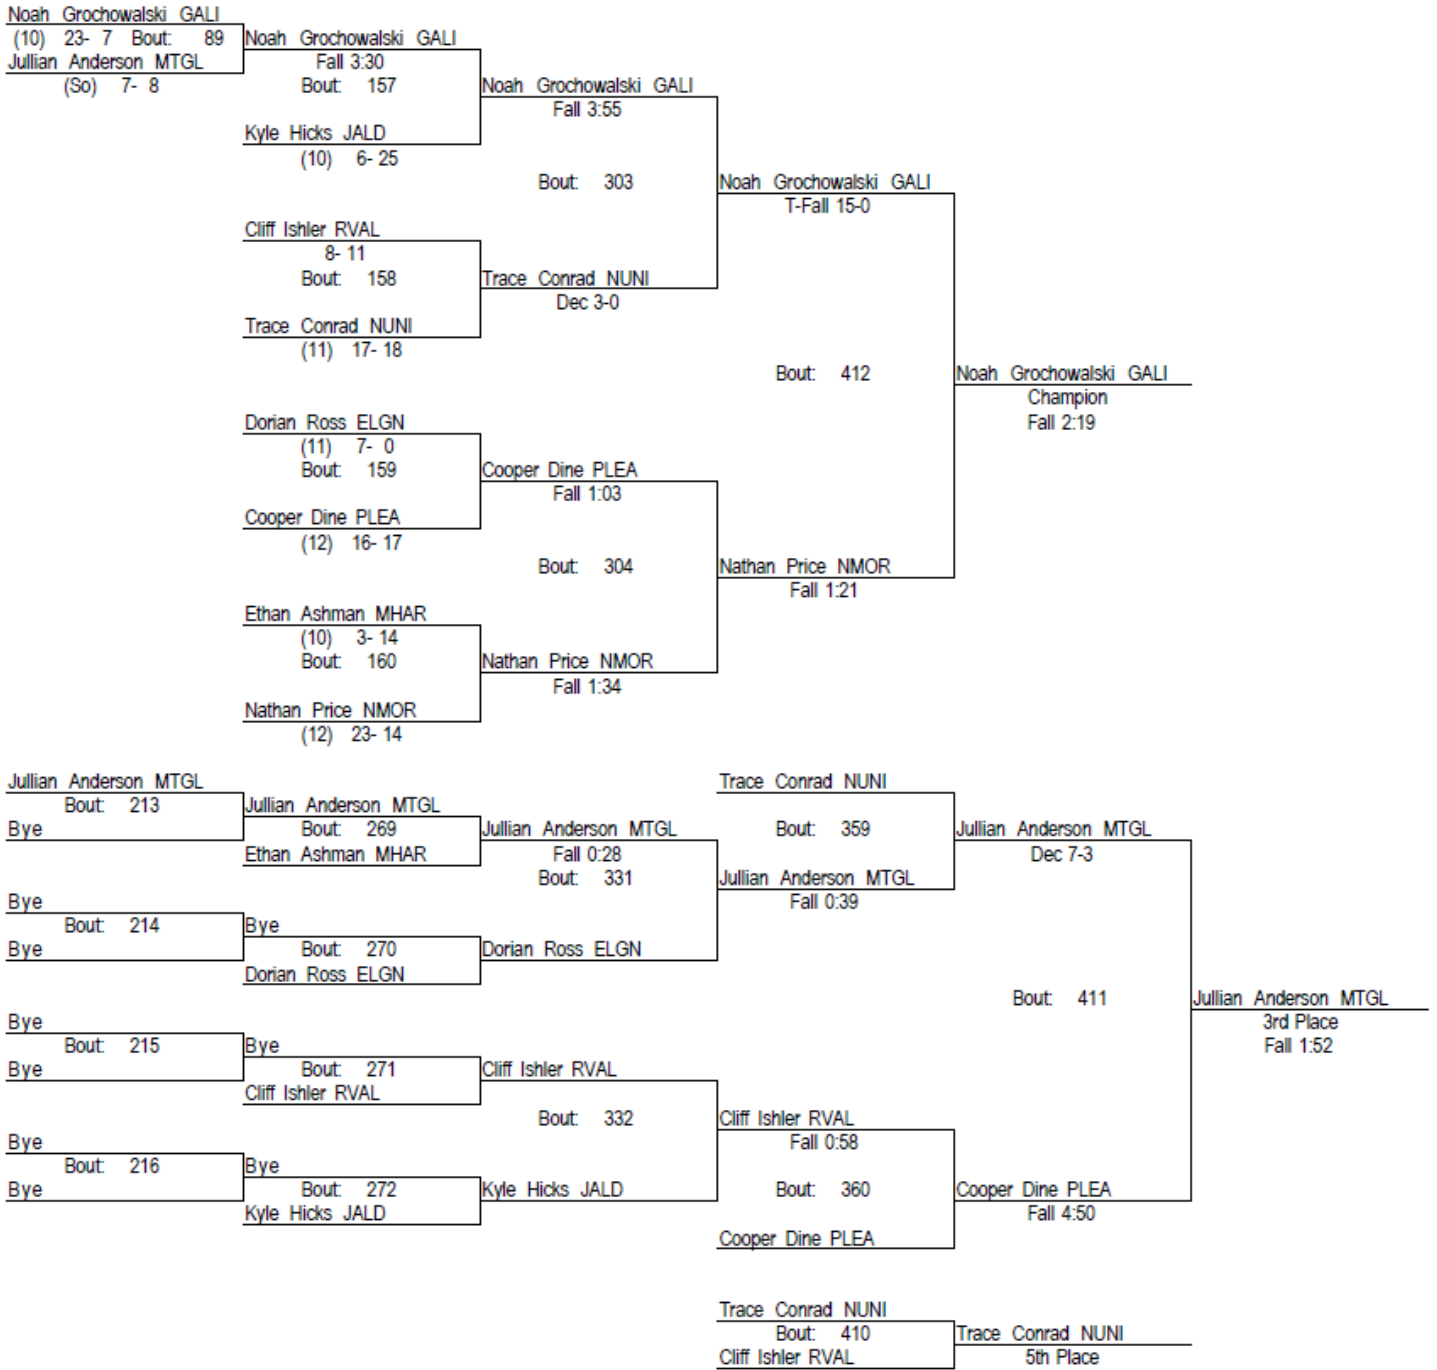 Noah Grochowalski GALI
(10) 23- 7 Bout: 89
Jullian Anderson MTGL
(So) 7- 8
Noah Grochowalski GALI
Fall 3:30
Bout: 157
Kyle Hicks JALD
(10) 6- 25
Noah Grochowalski GALI
Fall 3:55
Bout: 303
Cliff Ishler RVAL
8- 11
Bout: 158
Trace Conrad NUNI
(11) 17- 18
Trace Conrad NUNI
Dec 3-0
Noah Grochowalski GALI
T-Fall 15-0
Bout: 412
Noah Grochowalski GALI
Champion
Fall 2:19
Dorian Ross ELGN
(11) 7- 0
Bout: 159
Cooper Dine PLEA
(12) 16- 17
Cooper Dine PLEA
Fall 1:03
Bout: 304
Nathan Price NMOR
Fall 1:21
Ethan Ashman MHAR
(10) 3- 14
Bout: 160
Nathan Price NMOR
(12) 23- 14
Nathan Price NMOR
Fall 1:34
Jullian Anderson MTGL
Bout: 213
Bye
Jullian Anderson MTGL
Bout: 269
Ethan Ashman MHAR
Jullian Anderson MTGL
Fall 0:28
Bout: 331
Bye
Bout: 214
Bye
Bye
Bout: 270
Dorian Ross ELGN
Dorian Ross ELGN
Trace Conrad NUNI
Bout: 359
Jullian Anderson MTGL
Fall 0:39
Jullian Anderson MTGL
Dec 7-3
Bout: 411
Jullian Anderson MTGL
3rd Place
Fall 1:52
Bye
Bout: 215
Bye
Bye
Bout: 271
Cliff Ishler RVAL
Cliff Ishler RVAL
Bout: 332
Bye
Bout: 216
Bye
Bye
Bout: 272
Kyle Hicks JALD
Kyle Hicks JALD
Cliff Ishler RVAL
Fall 0:58
Bout: 360
Cooper Dine PLEA
Cooper Dine PLEA
Fall 4:50
Trace Conrad NUNI
Bout: 410
Cliff Ishler RVAL
Trace Conrad NUNI
5th Place